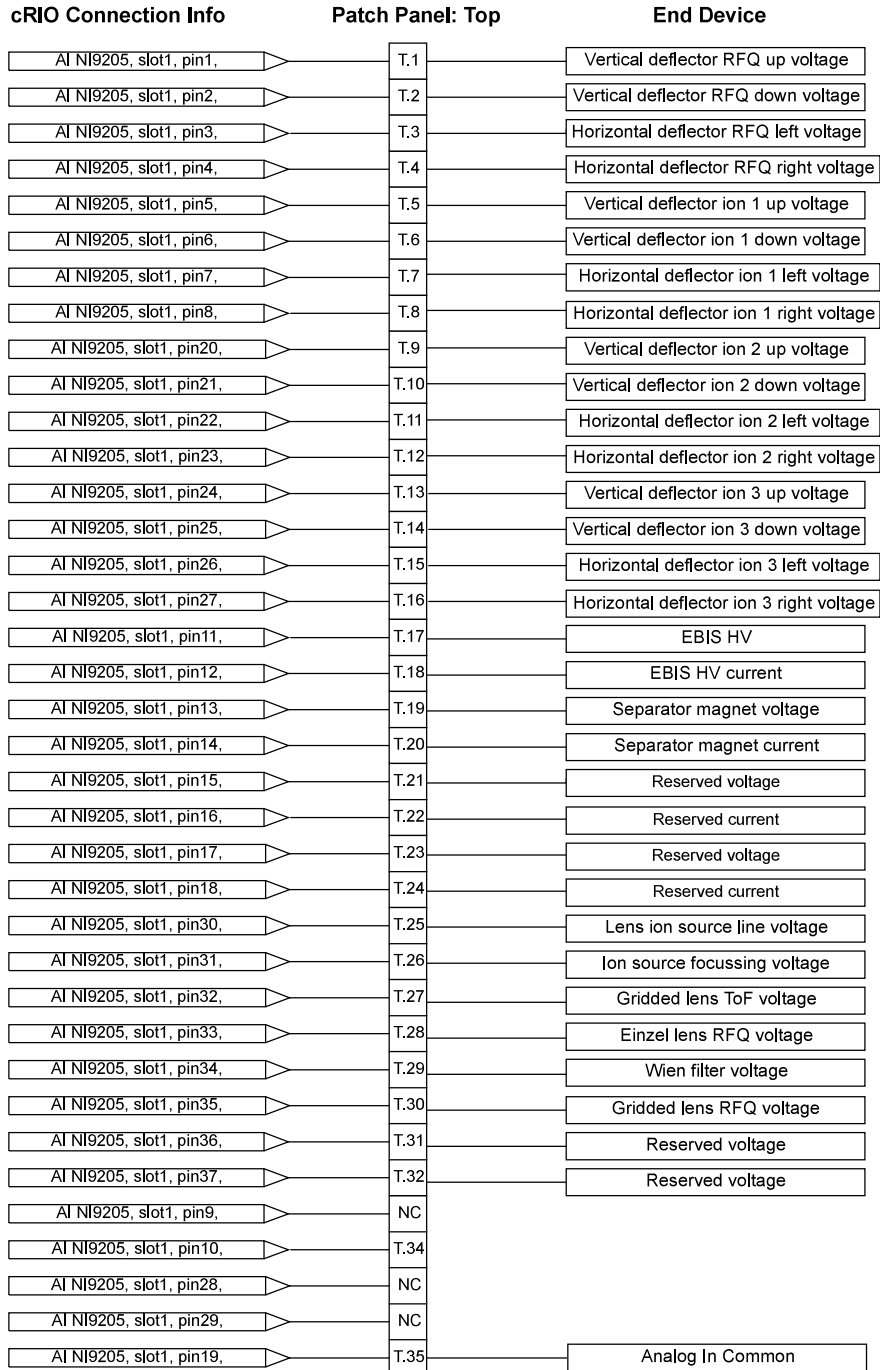 cRIO Connection Info Patch Panel: Top End Device
AI NI9205, slot1, pin1, T.1 Vertical deflector RFQ up voltage
AI NI9205, slot1, pin2, T.2 Vertical deflector RFQ down voltage
AI NI9205, slot1, pin3, T.3 Horizontal deflector RFQ left voltage
AI NI9205, slot1, pin4, T.4 Horizontal deflector RFQ right voltage
AI NI9205, slot1, pin5, T.5 Vertical deflector ion 1 up voltage
AI NI9205, slot1, pin6, T.6 Vertical deflector ion 1 down voltage
AI NI9205, slot1, pin7, T.7 Horizontal deflector ion 1 left voltage
AI NI9205, slot1, pin8, T.8 Horizontal deflector ion 1 right voltage
AI NI9205, slot1, pin20, T.9 Vertical deflector ion 2 up voltage
AI NI9205, slot1, pin21, T.10 Vertical deflector ion 2 down voltage
AI NI9205, slot1, pin22, T.11 Horizontal deflector ion 2 left voltage
AI NI9205, slot1, pin23, T.12 Horizontal deflector ion 2 right voltage
AI NI9205, slot1, pin24, T.13 Vertical deflector ion 3 up voltage
AI NI9205, slot1, pin25, T.14 Vertical deflector ion 3 down voltage
AI NI9205, slot1, pin26, T.15 Horizontal deflector ion 3 left voltage
AI NI9205, slot1, pin27, T.16 Horizontal deflector ion 3 right voltage
AI NI9205, slot1, pin11, T.17 EBIS HV
AI NI9205, slot1, pin12, T.18 EBIS HV current
AI NI9205, slot1, pin13, T.19 Separator magnet voltage
AI NI9205, slot1, pin14, T.20 Separator magnet current
AI NI9205, slot1, pin15, T.21 Reserved voltage
AI NI9205, slot1, pin16, T.22 Reserved current
AI NI9205, slot1, pin17, T.23 Reserved voltage
AI NI9205, slot1, pin18, T.24 Reserved current
AI NI9205, slot1, pin30, T.25 Lens ion source line voltage
AI NI9205, slot1, pin31, T.26 Ion source focussing voltage
AI NI9205, slot1, pin32, T.27 Gridded lens ToF voltage
AI NI9205, slot1, pin33, T.28 Einzel lens RFQ voltage
AI NI9205, slot1, pin34, T.29 Wien filter voltage
AI NI9205, slot1, pin35, T.30 Gridded lens RFQ voltage
AI NI9205, slot1, pin36, T.31 Reserved voltage
AI NI9205, slot1, pin37, T.32 Reserved voltage
AI NI9205, slot1, pin9, NC
AI NI9205, slot1, pin10, T.34
AI NI9205, slot1, pin28, NC
AI NI9205, slot1, pin29, NC
AI NI9205, slot1, pin19, T.35 Analog In Common